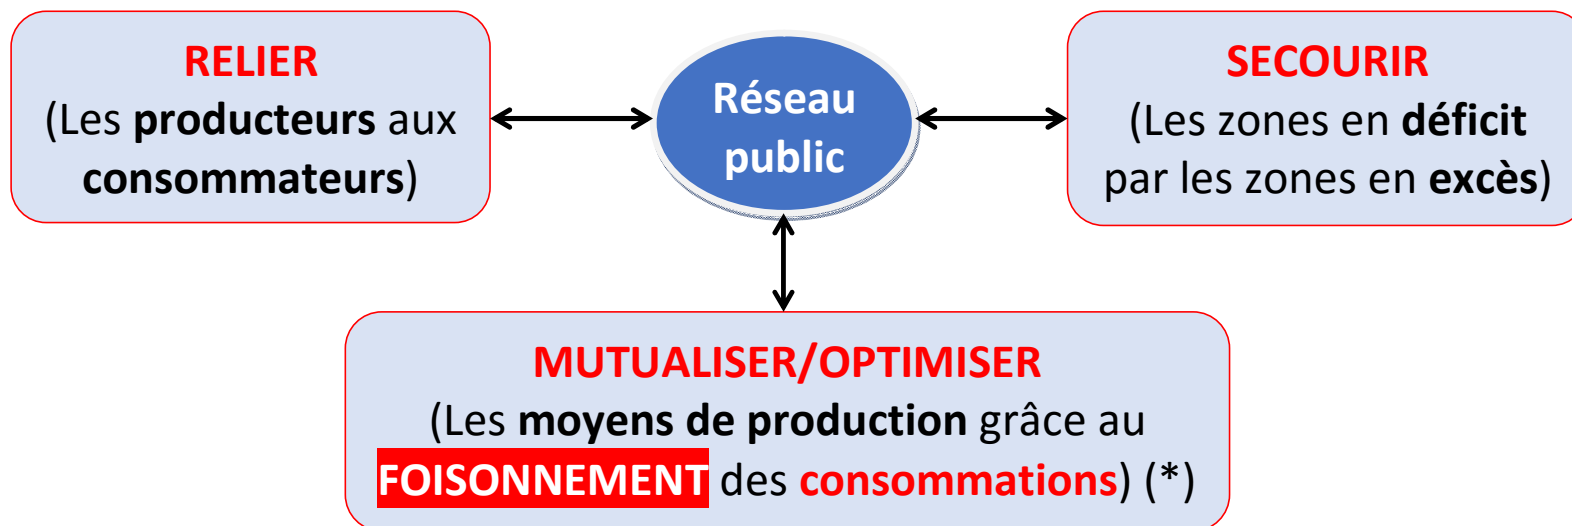 RELIER
(Les producteurs aux
consommateurs)
Réseau
public
SECOURIR
(Les zones en déficit
par les zones en excès)
MUTUALISER/OPTIMISER
(Les moyens de production grâce au
FOISONNEMENT des consommations) (*)